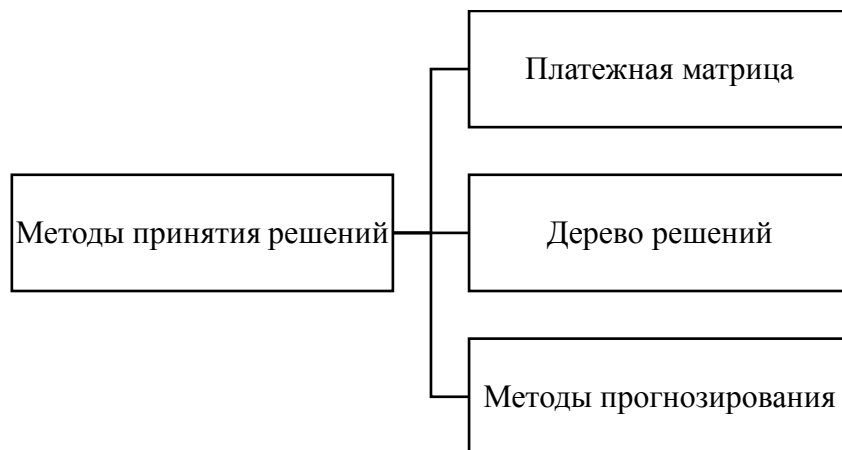 Платежная матрица
Методы принятия решений
Дерево решений
Методы прогнозирования